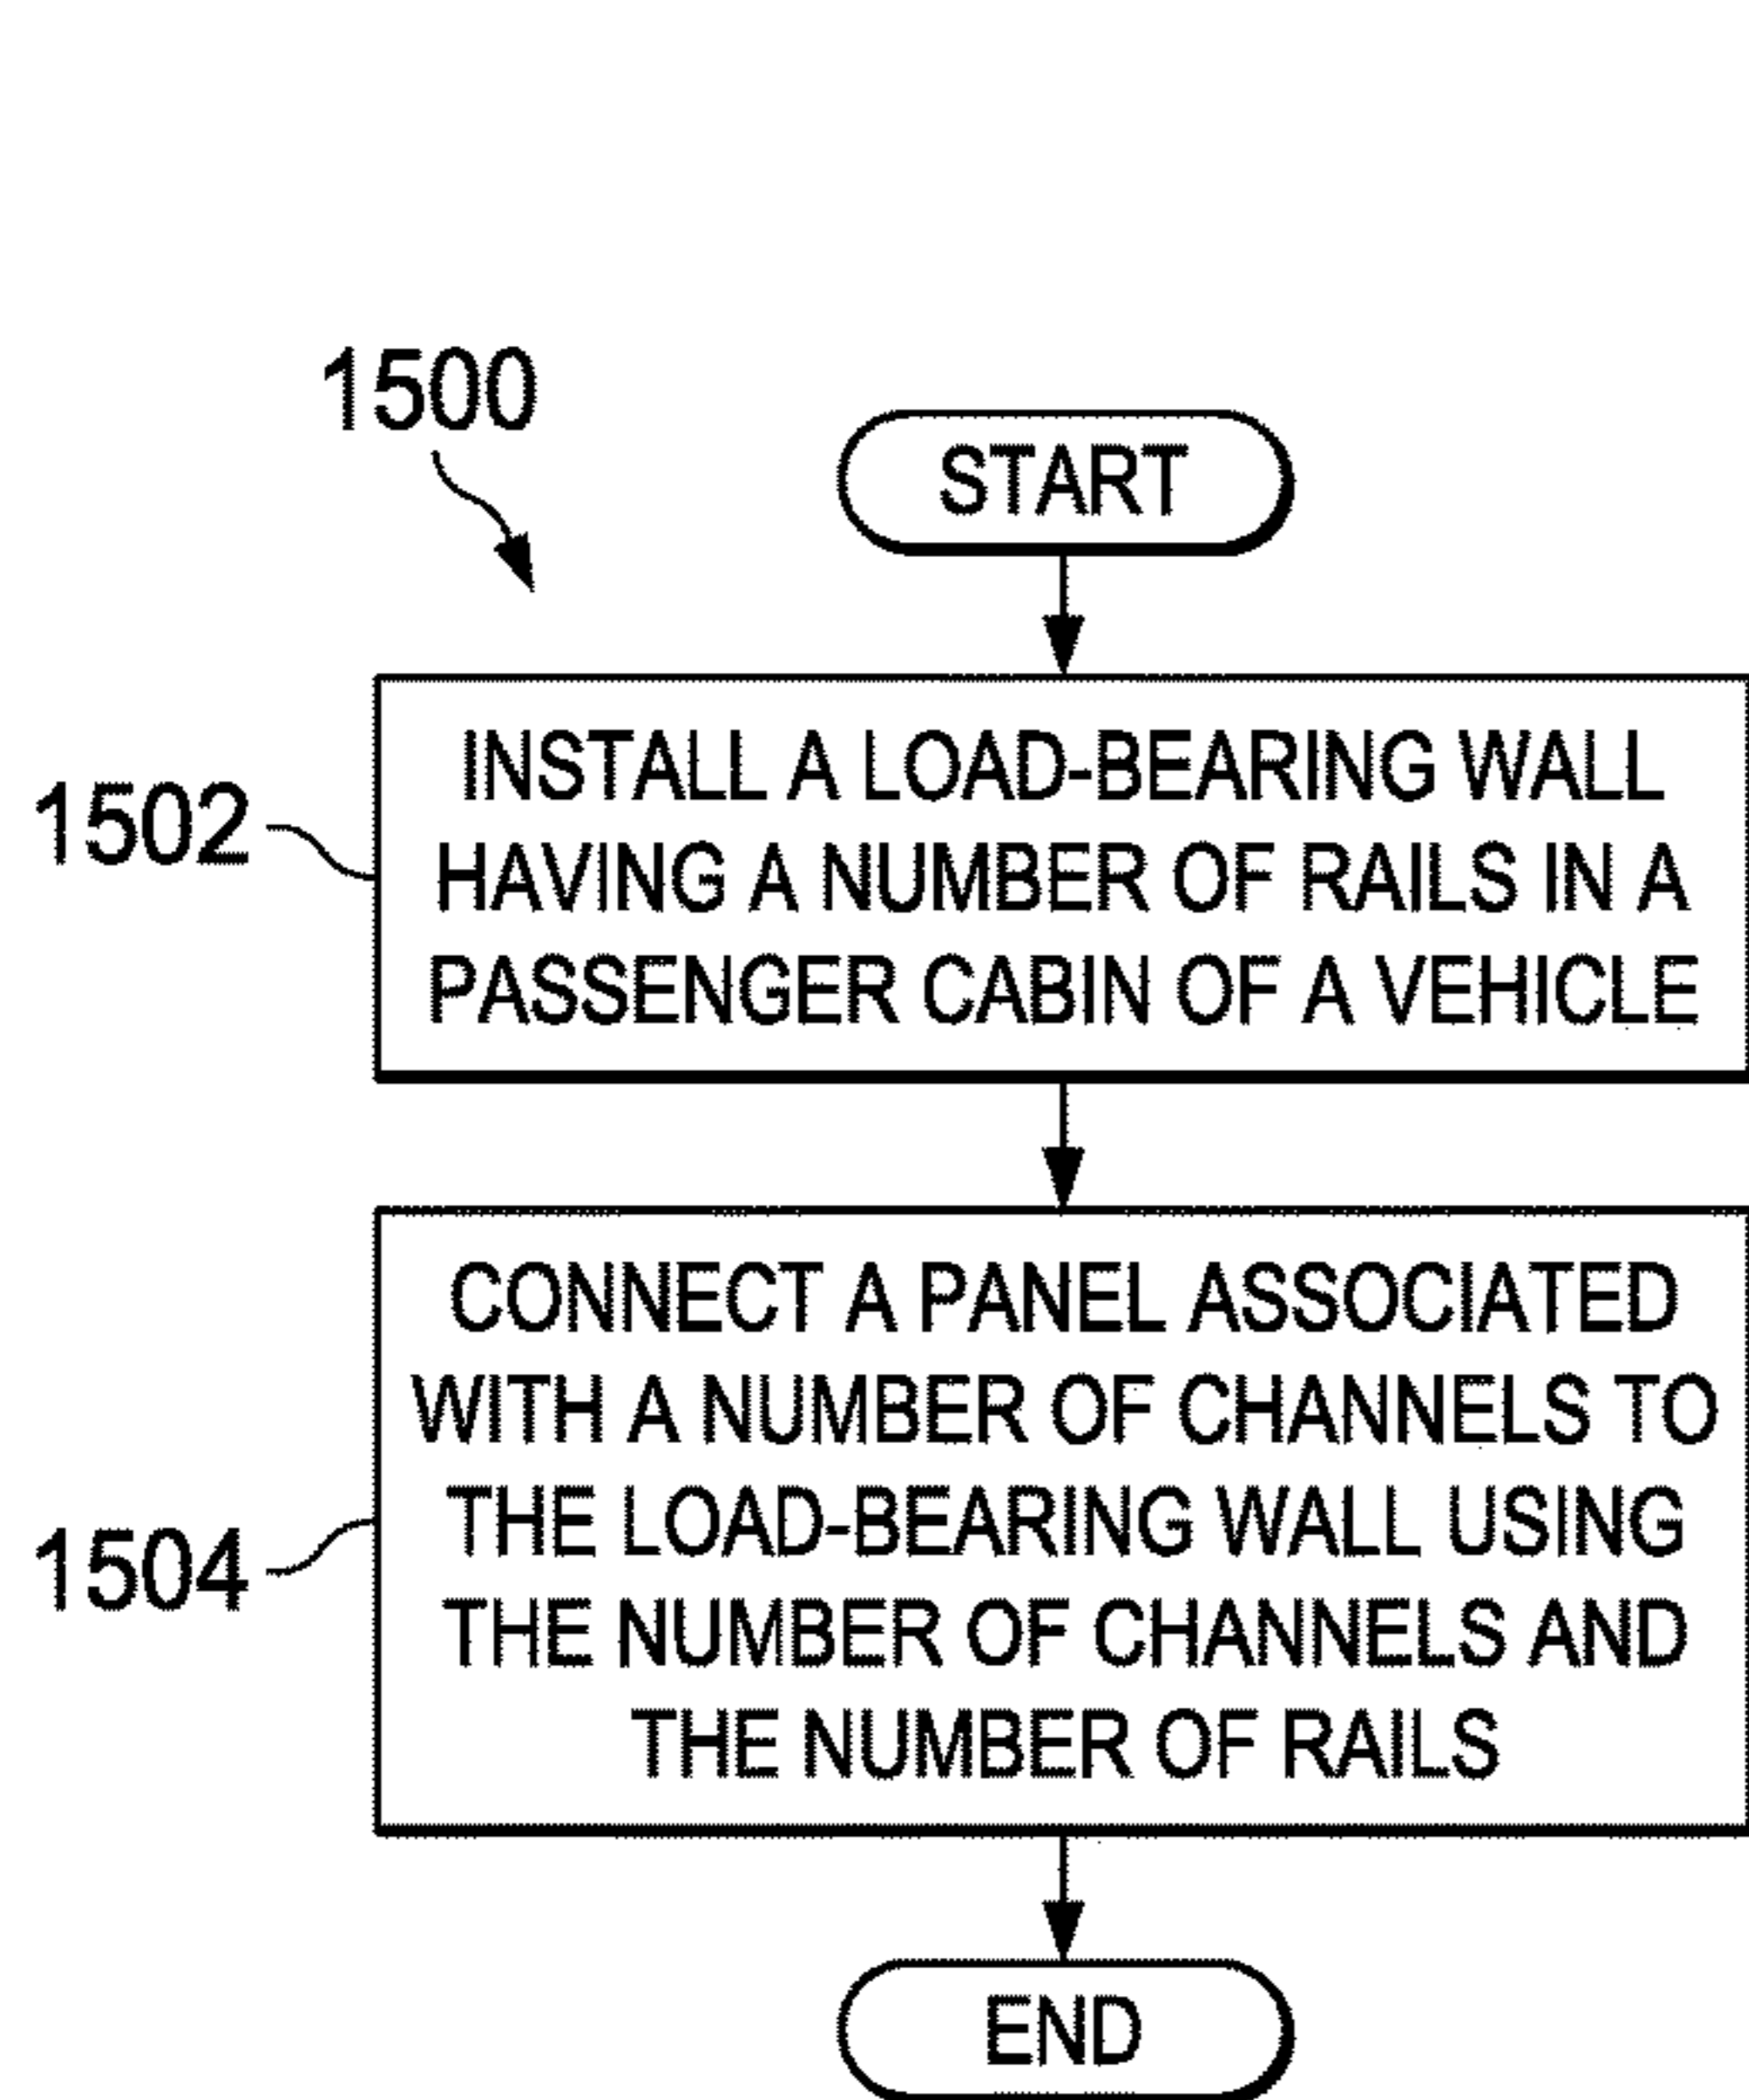 1500
START
1502
INSTALL A LOAD-BEARING WALL
HAVING A NUMBER OF RAILS IN A
PASSENGER CABIN OF A VEHICLE
1504
CONNECT A PANEL ASSOCIATED
WITH A NUMBER OF CHANNELS TO
THE LOAD-BEARING WALL USING
THE NUMBER OF CHANNELS AND
THE NUMBER OF RAILS
END